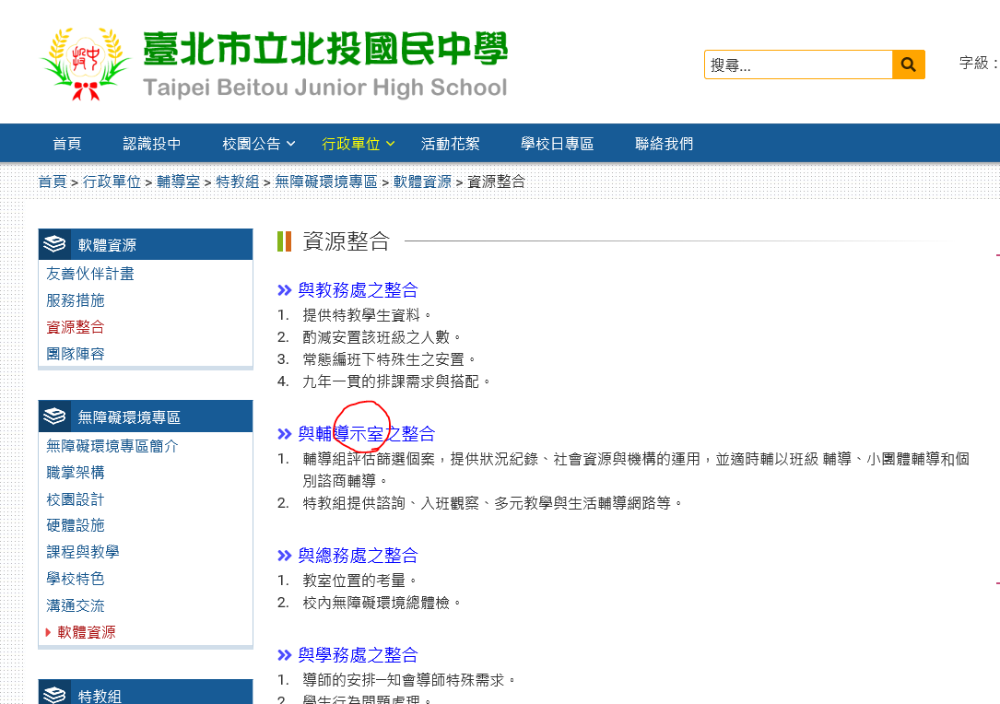 臺北市立北投國民中學
Taipei Beitou Junior High School
搜尋...
字級：
首頁 認識投中 校園公告 行政單位 活動花絮 學校日專區 聯絡我們
首頁 > 行政單位 > 輔導室 > 特教組 > 無障礙環境專區 > 軟體資源 > 資源整合
軟體資源
友善伙伴計畫
服務措施
資源整合
團隊陣容
無障礙環境專區
無障礙環境專區簡介
職掌架構
校園設計
硬體設施
課程與教學
學校特色
溝通交流
軟體資源
特教組
資源整合
與教務處之整合
1. 提供特教學生資料。
2. 酌減安置該班級之人數。
3. 常態編班下特殊生之安置。
4. 九年一貫的排課需求與搭配。
與輔導示室之整合
1. 輔導組評估篩選個案，提供狀況紀錄、社會資源與機構的運用，並適時輔以班級 輔導、小團體輔導和個
別諮商輔導。
2. 特教組提供諮詢、入班觀察、多元教學與生活輔導網路等。
與總務處之整合
1. 教室位置的考量。
2. 校內無障礙環境總體檢。
與學務處之整合
1. 導師的安排─知會導師特殊需求。
2. 學生行為問題處理。